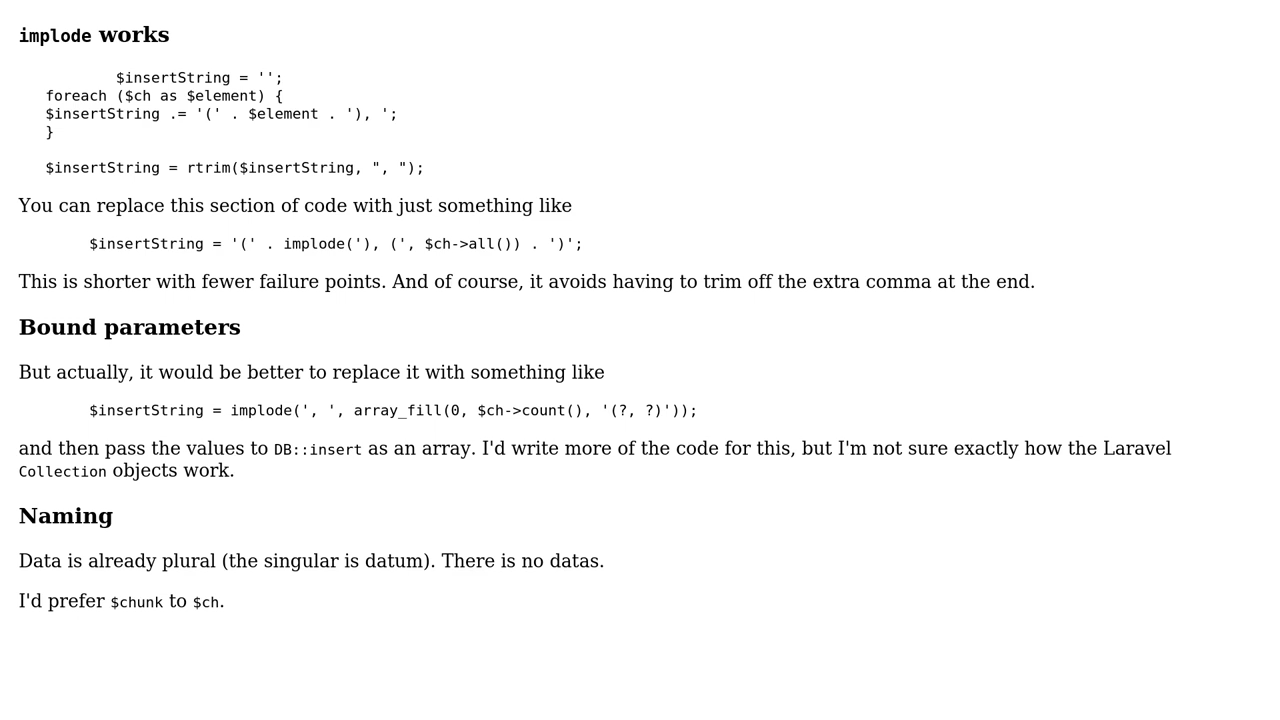 implode works
$insertString = '';
foreach ($ch as $element) {
$insertString .= '(' . $element . '), ';
}
$insertString = rtrim($insertString, ", ");
You can replace this section of code with just something like
$insertString = '(' . implode('), (', $ch->all()) . ')';
This is shorter with fewer failure points. And of course, it avoids having to trim off the extra comma at the end.
Bound parameters
But actually, it would be better to replace it with something like
$insertString = implode(', ', array_fill(0, $ch->count(), '(?, ?)'));
and then pass the values to DB::insert as an array. I'd write more of the code for this, but I'm not sure exactly how the Laravel
Collection objects work.
Naming
Data is already plural (the singular is datum). There is no datas.
I'd prefer $chunk to $ch.